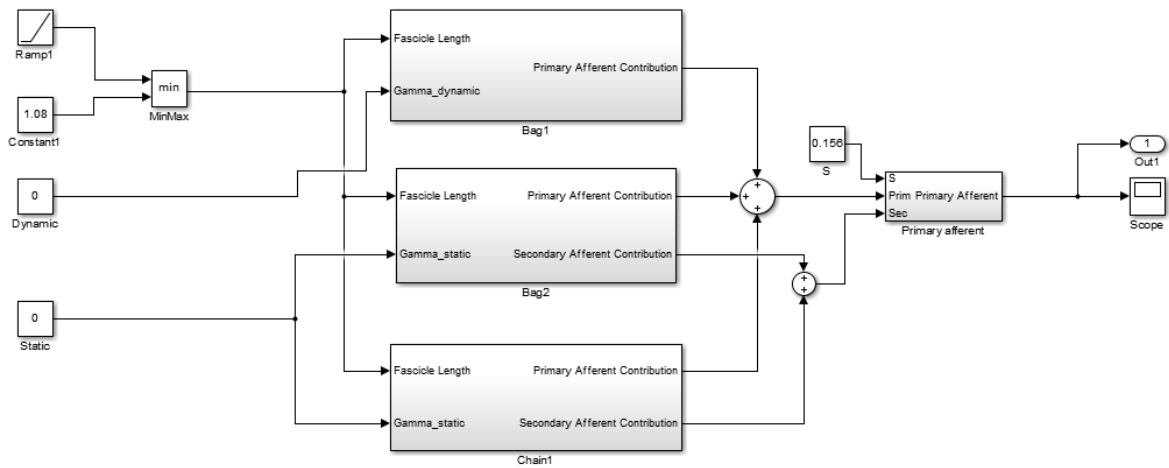 Ramp1
min
MinMax
1.08
Constant1
0
Dynamic
0
Static
Fascicle Length
Primary Afferent Contribution
Gamma_dynamic
Bag1
Fascicle Length
Primary Afferent Contribution
Gamma_static
Secondary Afferent Contribution
Bag2
Fascicle Length
Primary Afferent Contribution
Gamma_static
Secondary Afferent Contribution
Chain1
+
+
+
+
+
0.156
S
S
Prim Primary Afferent
Sec
Primary afferent
1
Out1
Scope